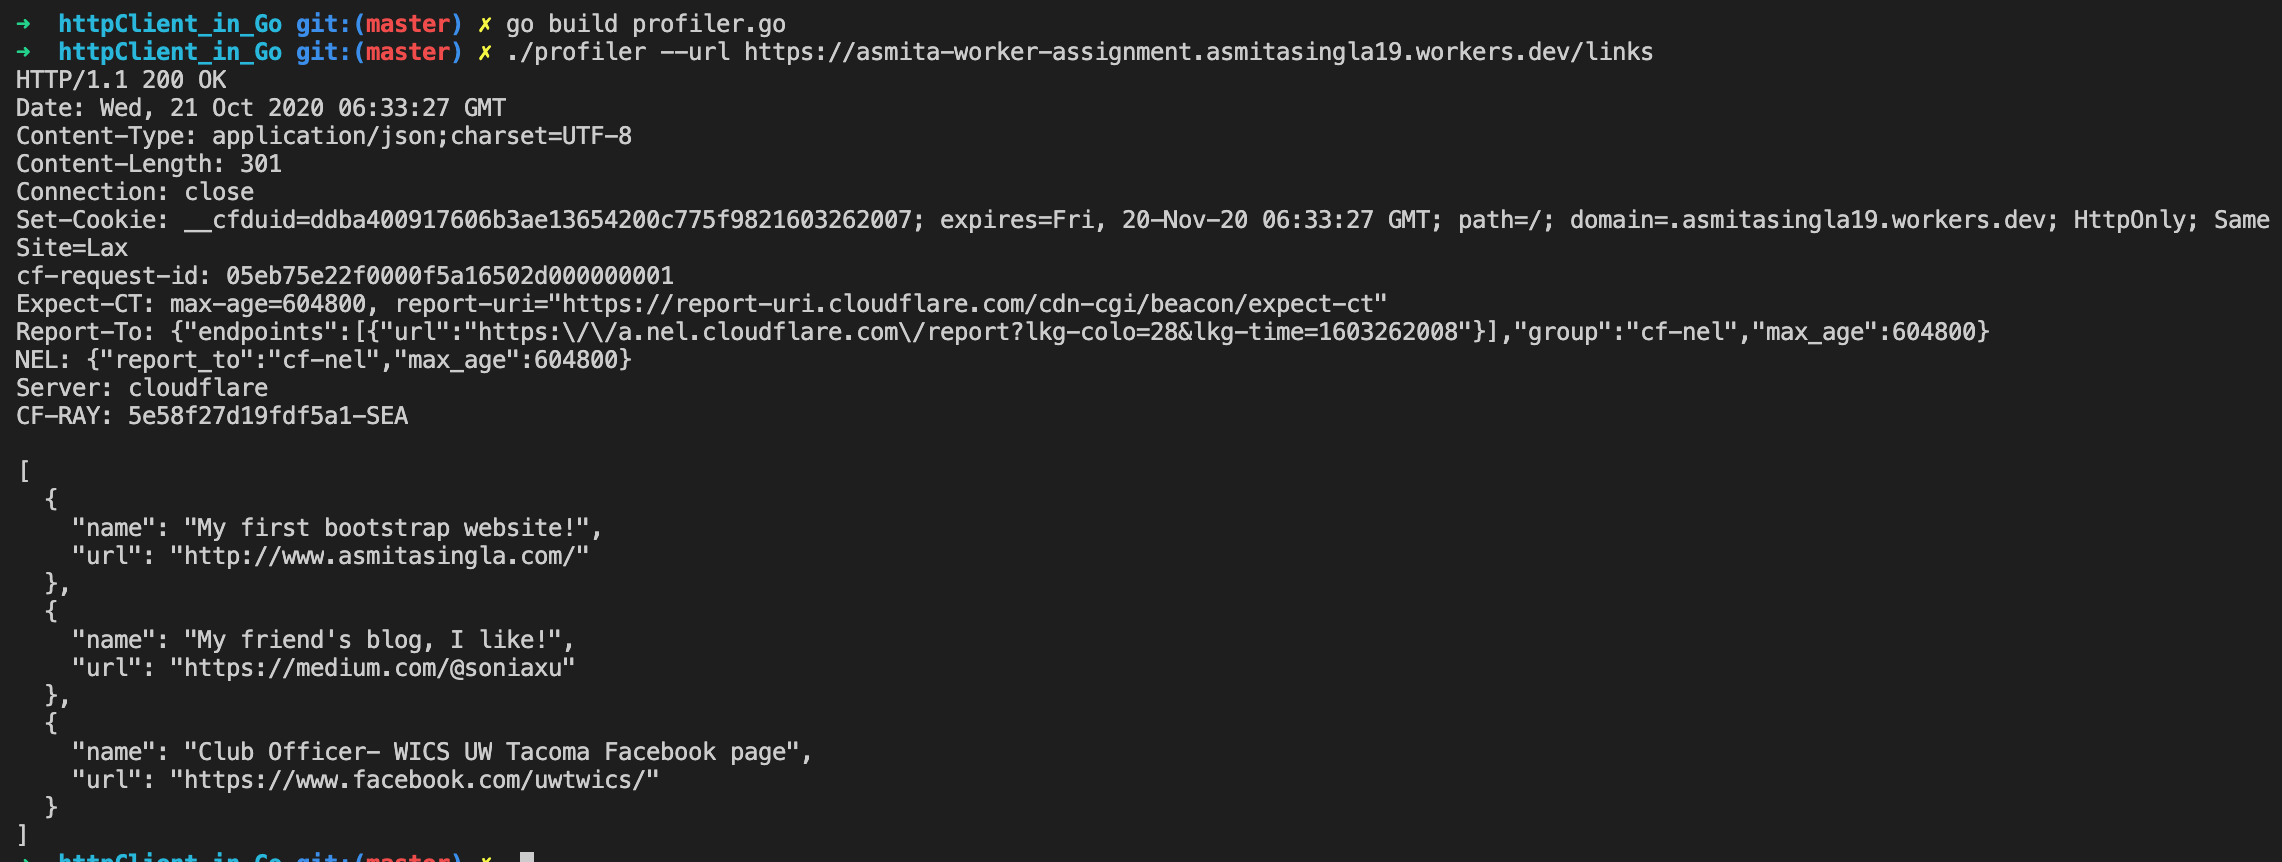 ➜ httpClient_in_Go git:(master) ✗ go build profiler.go
➜ httpClient_in_Go git:(master) ✗ ./profiler --url https://asmita-worker-assignment.asmitasingla19.workers.dev/links
HTTP/1.1 200 OK
Date: Wed, 21 Oct 2020 06:33:27 GMT
Content-Type: application/json;charset=UTF-8
Content-Length: 301
Connection: close
Set-Cookie: __cfduid=ddba400917606b3ae13654200c775f9821603262007; expires=Fri, 20-Nov-20 06:33:27 GMT; path=/; domain=.asmitasingla19.workers.dev; HttpOnly; Same
Site=Lax
cf-request-id: 05eb75e22f0000f5a16502d000000001
Expect-CT: max-age=604800, report-uri="https://report-uri.cloudflare.com/cdn-cgi/beacon/expect-ct"
Report-To: {"endpoints":[{"url":"https:\/\/a.nel.cloudflare.com\/report?lkg-colo=28&lkg-time=1603262008"}],"group":"cf-nel","max_age":604800}
NEL: {"report_to":"cf-nel","max_age":604800}
Server: cloudflare
CF-RAY: 5e58f27d19fdf5a1-SEA

[
  {
    "name": "My first bootstrap website!",
    "url": "http://www.asmitasingla.com/"
  },
  {
    "name": "My friend's blog, I like!",
    "url": "https://medium.com/@soniaxu"
  },
  {
    "name": "Club Officer- WICS UW Tacoma Facebook page",
    "url": "https://www.facebook.com/uwtwics/"
  }
]
➜ httpClient_in_Go git:(master) ✗